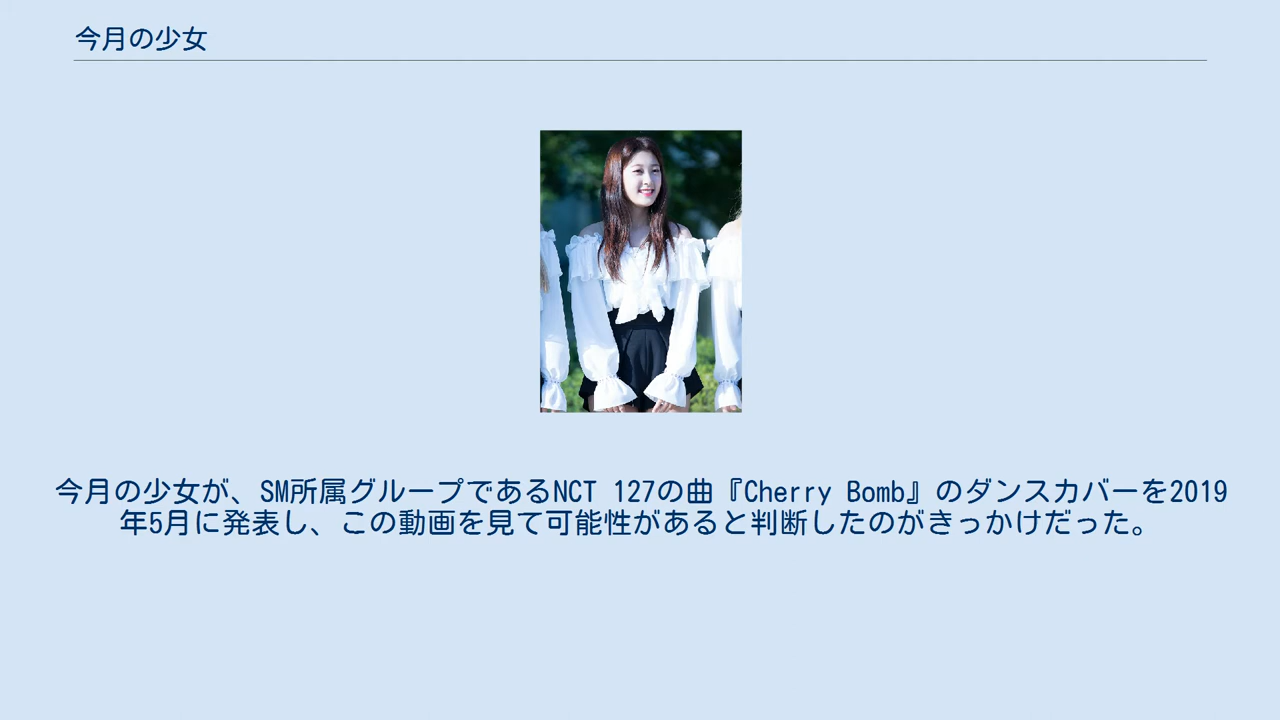 今月の少女
今月の少女が、SM所属グループであるNCT 127の曲『Cherry Bomb』のダンスカバーを2019
年5月に発表し、この動画を見て可能性があると判断したのがきっかけだった。